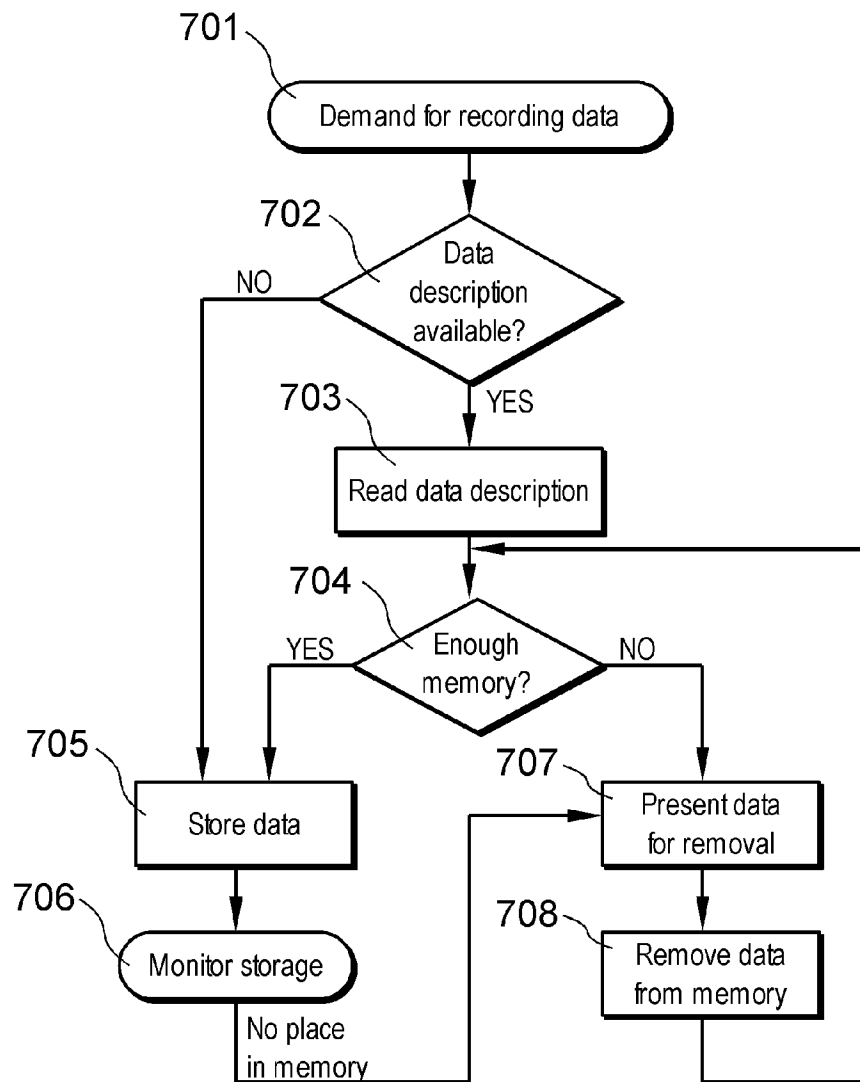 701
Demand for recording data
702
Data
description
available?
NO
YES
703
Read data description
704
Enough
memory?
YES
NO
705
Store data
707
Present data
for removal
706
Monitor storage
708
Remove data
from memory
No place
in memory